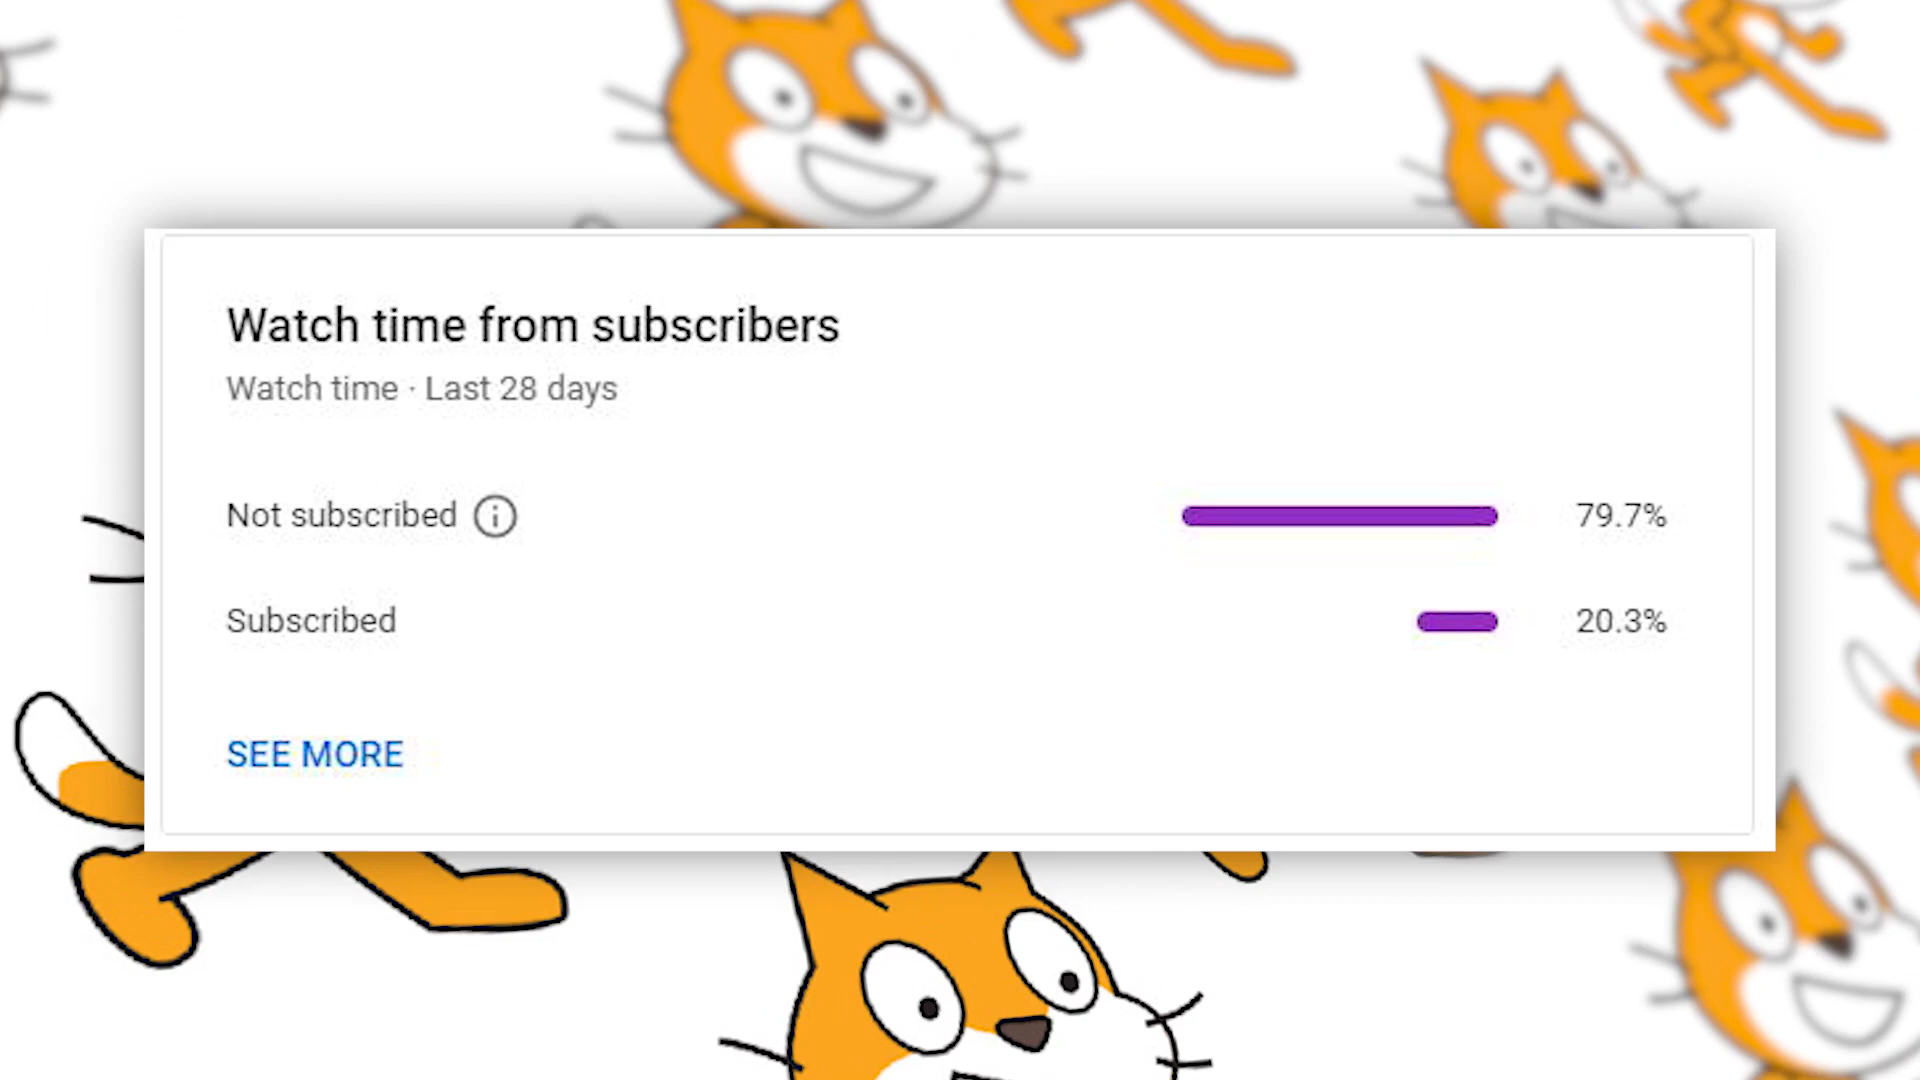 Watch time from subscribers
Watch time · Last 28 days
Not subscribed 79.7%
Subscribed 20.3%
SEE MORE